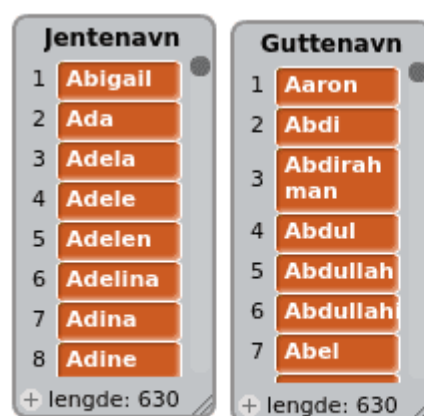 Jentenavn
1 Abigail
2 Ada
3 Adela
4 Adele
5 Adelen
6 Adelina
7 Adina
8 Adine
+ lengde: 630
Guttenavn
1 Aaron
2 Abdi
3 Abdirah
man
4 Abdul
5 Abdullah
6 Abdullahi
7 Abel
+ lengde: 630